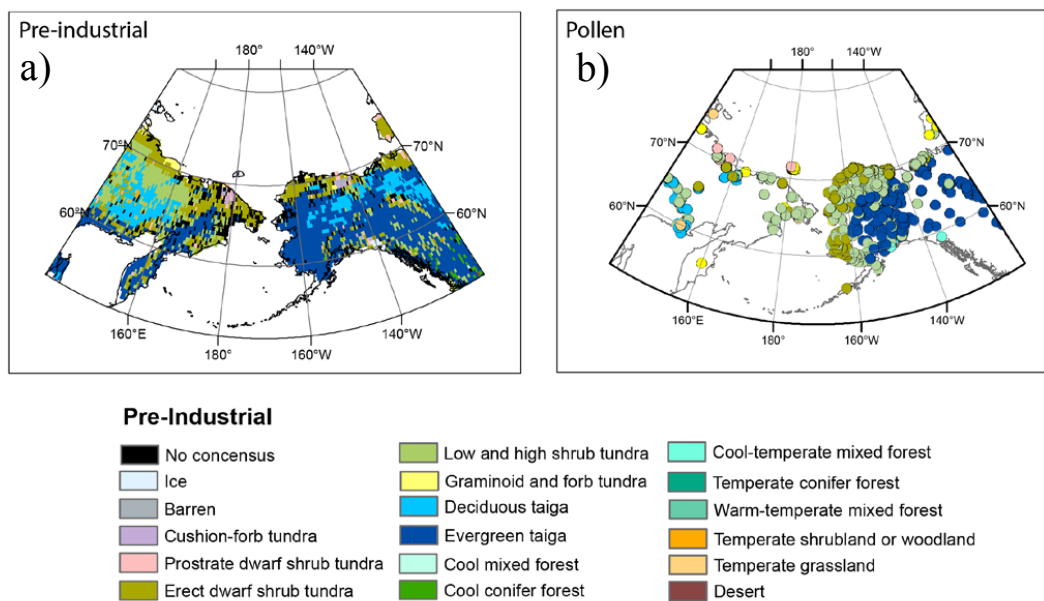 Pre-industrial
a)
180°
140°W
70°N
60°N
70°N
60°N
160°E
180°
160°W
140°W
Pollen
b)
180°
140°W
70°N
60°N
70°N
60°N
160°E
180°
160°W
140°W
Pre-Industrial
No concensus
Ice
Barren
Cushion-forb tundra
Prostrate dwarf shrub tundra
Erect dwarf shrub tundra
Low and high shrub tundra
Graminoid and forb tundra
Deciduous taiga
Evergreen taiga
Cool mixed forest
Cool conifer forest
Cool-temperate mixed forest
Temperate conifer forest
Warm-temperate mixed forest
Temperate shrubland or woodland
Temperate grassland
Desert